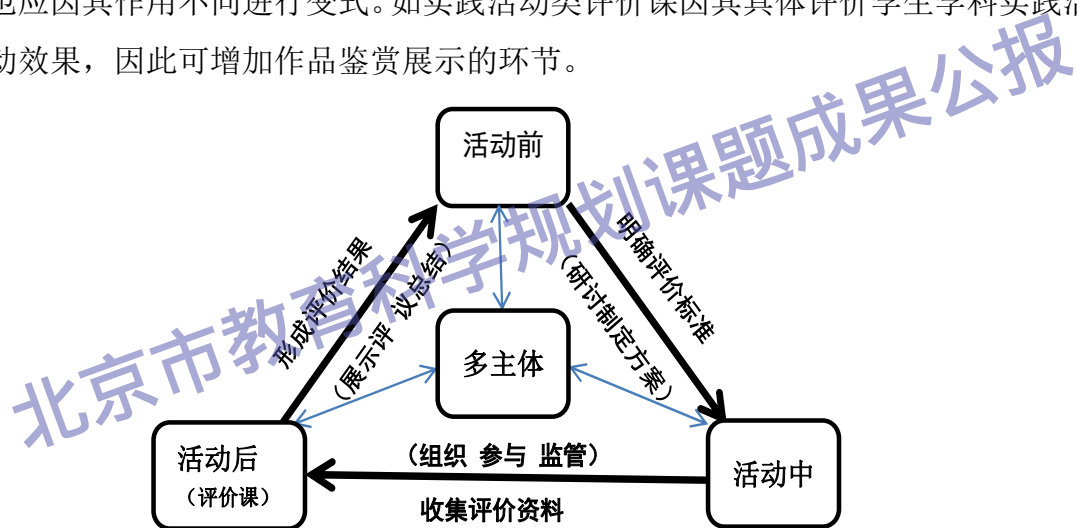 也应因其作用不同进行变式。如实践活动类评价课因其具体评价学生学科实践活
动效果，因此可增加作品鉴赏展示的环节。
活动前
形成评价结果
（展示评 议总结）
明确评价标准
（研讨制定方案）
多主体
活动后
（评价课）
（组织 参与 监管）
收集评价资料
活动中
北京市教育科学规划课题成果公报